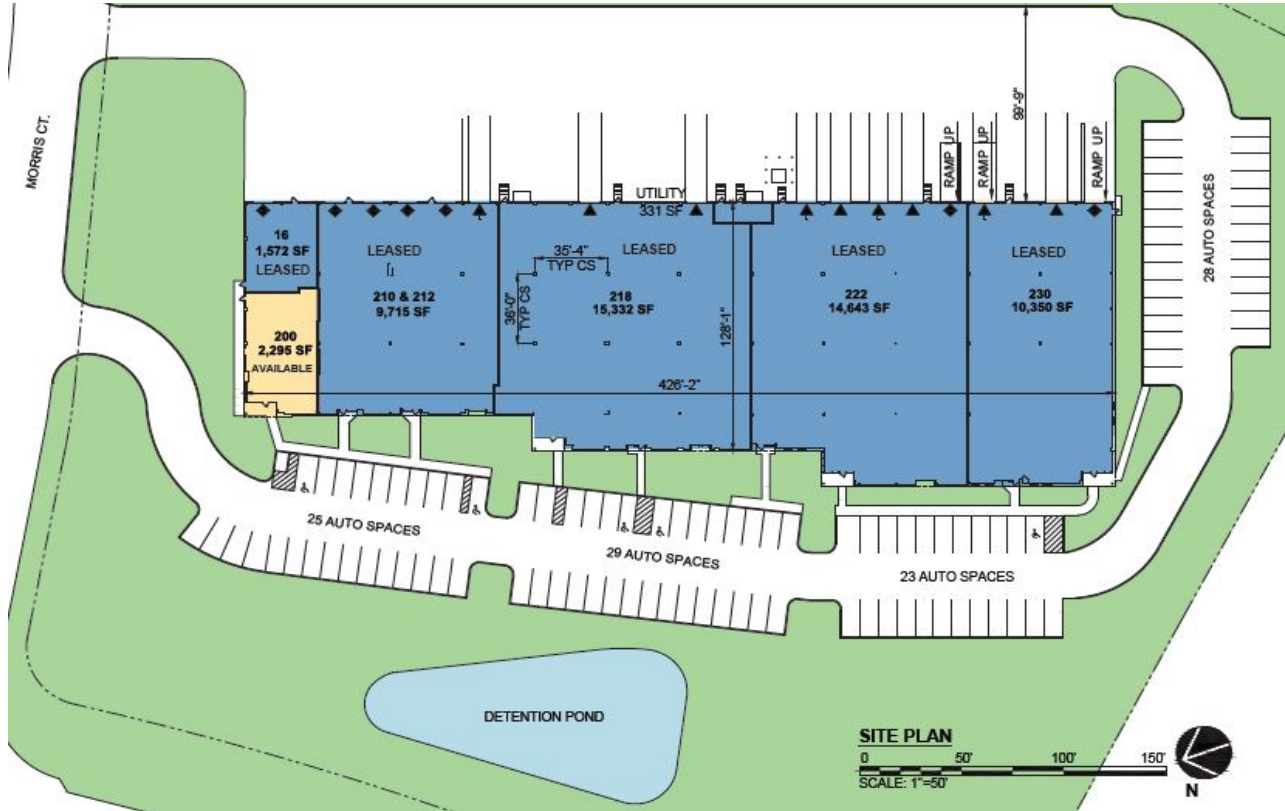 MORRIS CT.
99'-9"
RAMP UP
RAMP UP
RAMP UP
28 AUTO SPACES
UTILITY
331 SF
16
1,572 SF
LEASED
LEASED
210 & 212
9,715 SF
35'-4"
TYP CS
36'-0"
TYP CS
LEASED
218
15,332 SF
128'-1"
LEASED
222
14,643 SF
LEASED
230
10,350 SF
200
2,295 SF
AVAILABLE
426'-2"
25 AUTO SPACES
29 AUTO SPACES
23 AUTO SPACES
DETENTION POND
SITE PLAN
0 50' 100' 150'
SCALE: 1"=50'
N